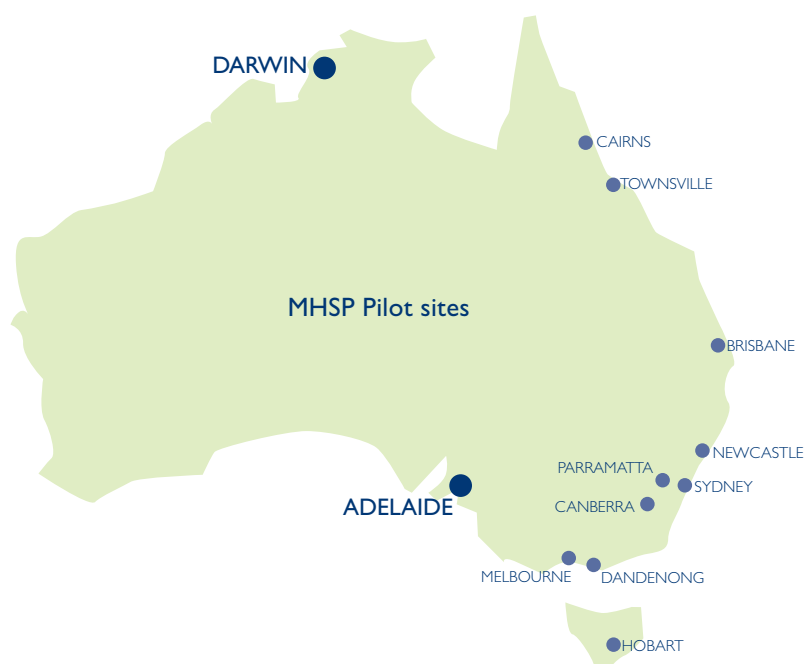 DARWIN
CAIRNS
TOWNSVILLE
MHSP Pilot sites
BRISBANE
NEWCASTLE
PARRAMATTA
SYDNEY
ADELAIDE
CANBERRA
MELBOURNE
DANDENONG
HOBART